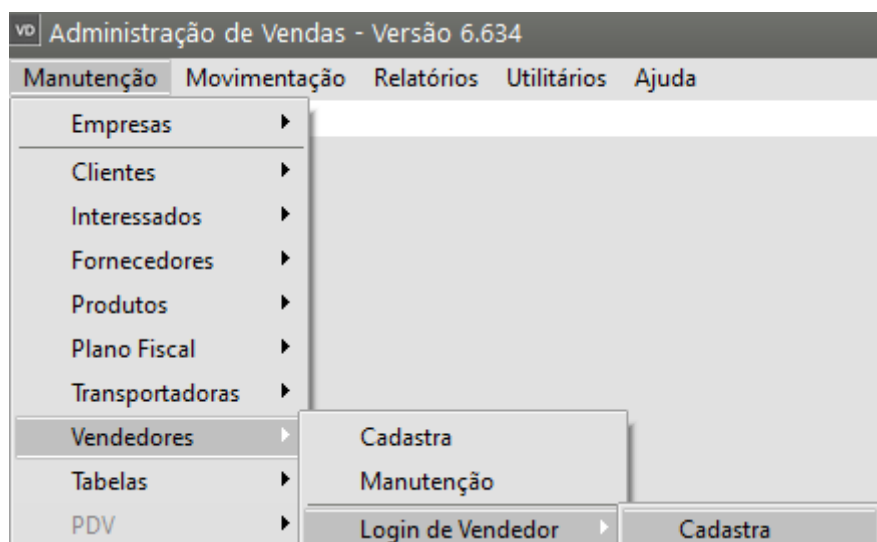 VD Administração de Vendas - Versão 6.634
Manutenção Movimentação Relatórios Utilitários Ajuda
Empresas
Clientes
Interessados
Fornecedores
Produtos
Plano Fiscal
Transportadoras
Vendedores Cadastra
Tabelas Manutenção
PDV Login de Vendedor Cadastra